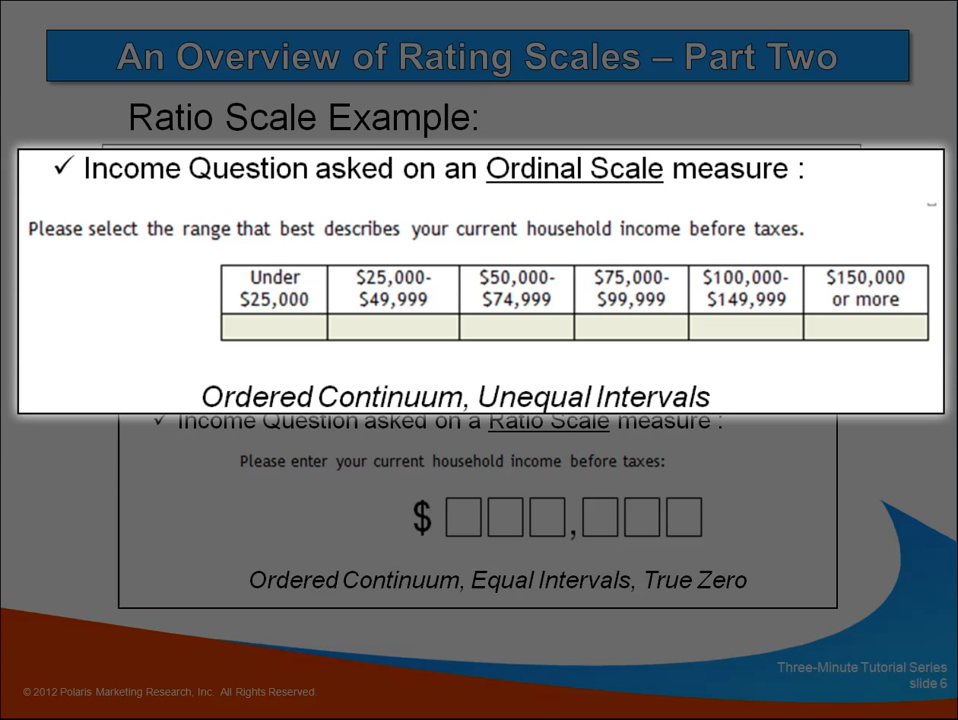 An Overview of Rating Scales – Part Two
Ratio Scale Example:
✓ Income Question asked on an Ordinal Scale measure :
Please select the range that best describes your current household income before taxes.
Under $25,000-  $50,000-  $75,000-  $100,000-  $150,000
$25,000  $49,999  $74,999  $99,999  $149,999  or more
Ordered Continuum, Unequal Intervals
✓ Income Question asked on a Ratio Scale measure :
Please enter your current household income before taxes:
$ ,
Ordered Continuum, Equal Intervals, True Zero
Three-Minute Tutorial Series
slide 6
© 2012 Polaris Marketing Research, Inc. All Rights Reserved.